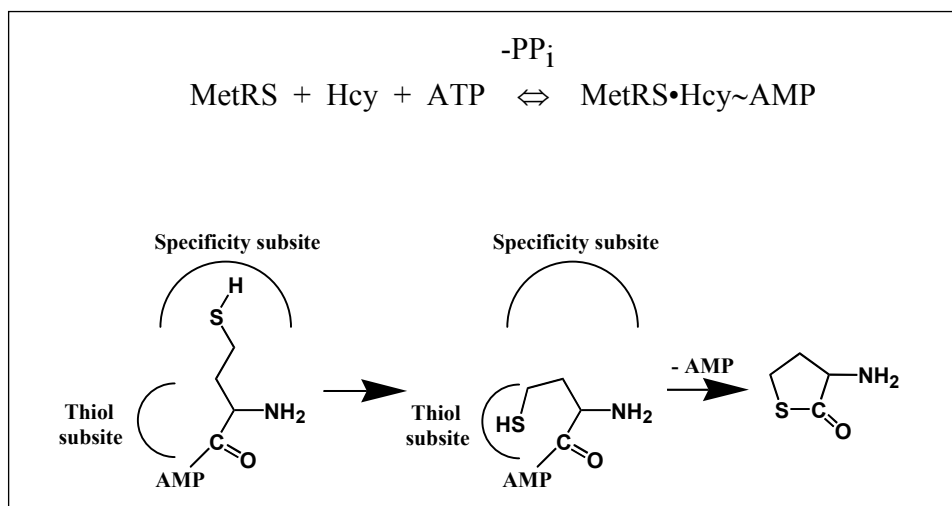 -PPi
MetRS + Hcy + ATP ⇔ MetRS•Hcy~AMP
Specificity subsite
Specificity subsite
H
S
- AMP
Thiol
subsite
NH2
Thiol
subsite
HS
NH2
NH2
S
C
O
C
O
C
O
AMP
AMP